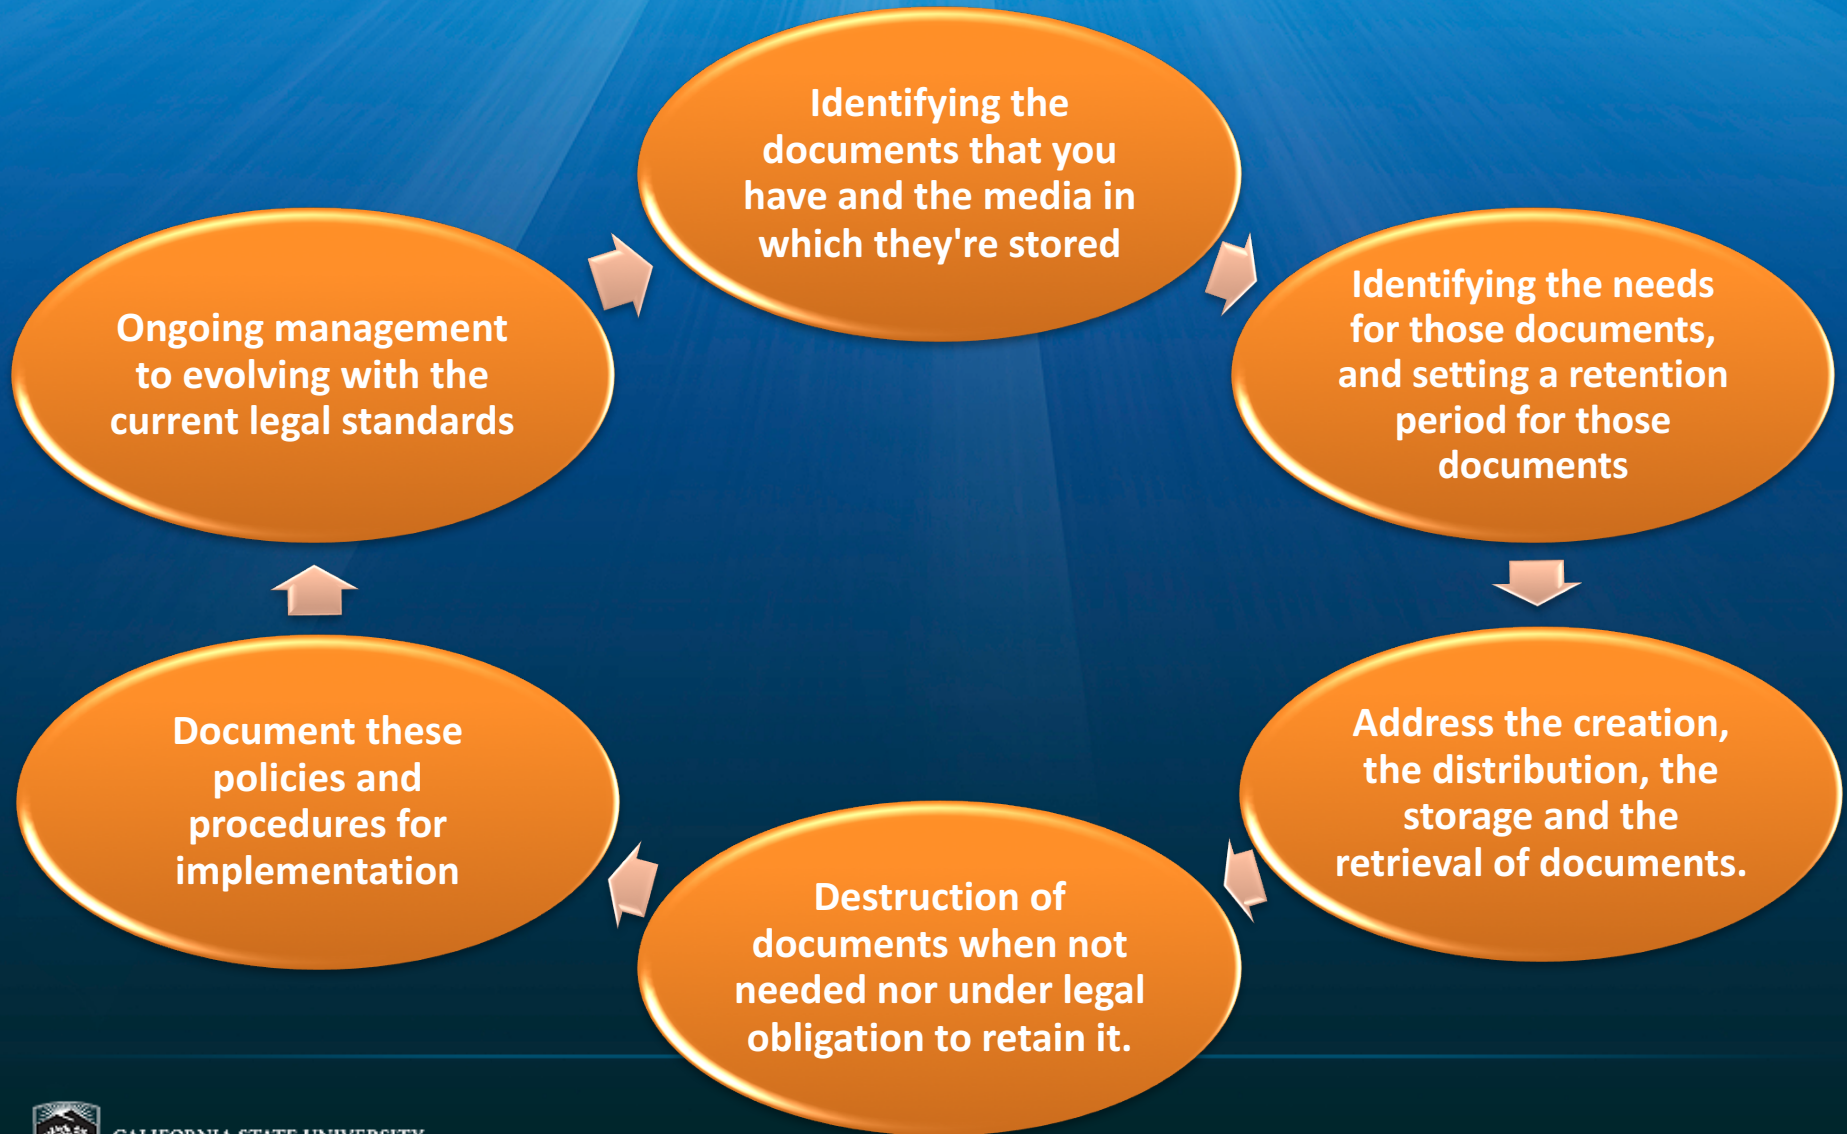 Identifying the
documents that you
have and the media in
which they're stored
Identifying the needs
for those documents,
and setting a retention
period for those
documents
Address the creation,
the distribution, the
storage and the
retrieval of documents.
Destruction of
documents when not
needed nor under legal
obligation to retain it.
Document these
policies and
procedures for
implementation
Ongoing management
to evolving with the
current legal standards
CALIFORNIA STATE UNIVERSITY